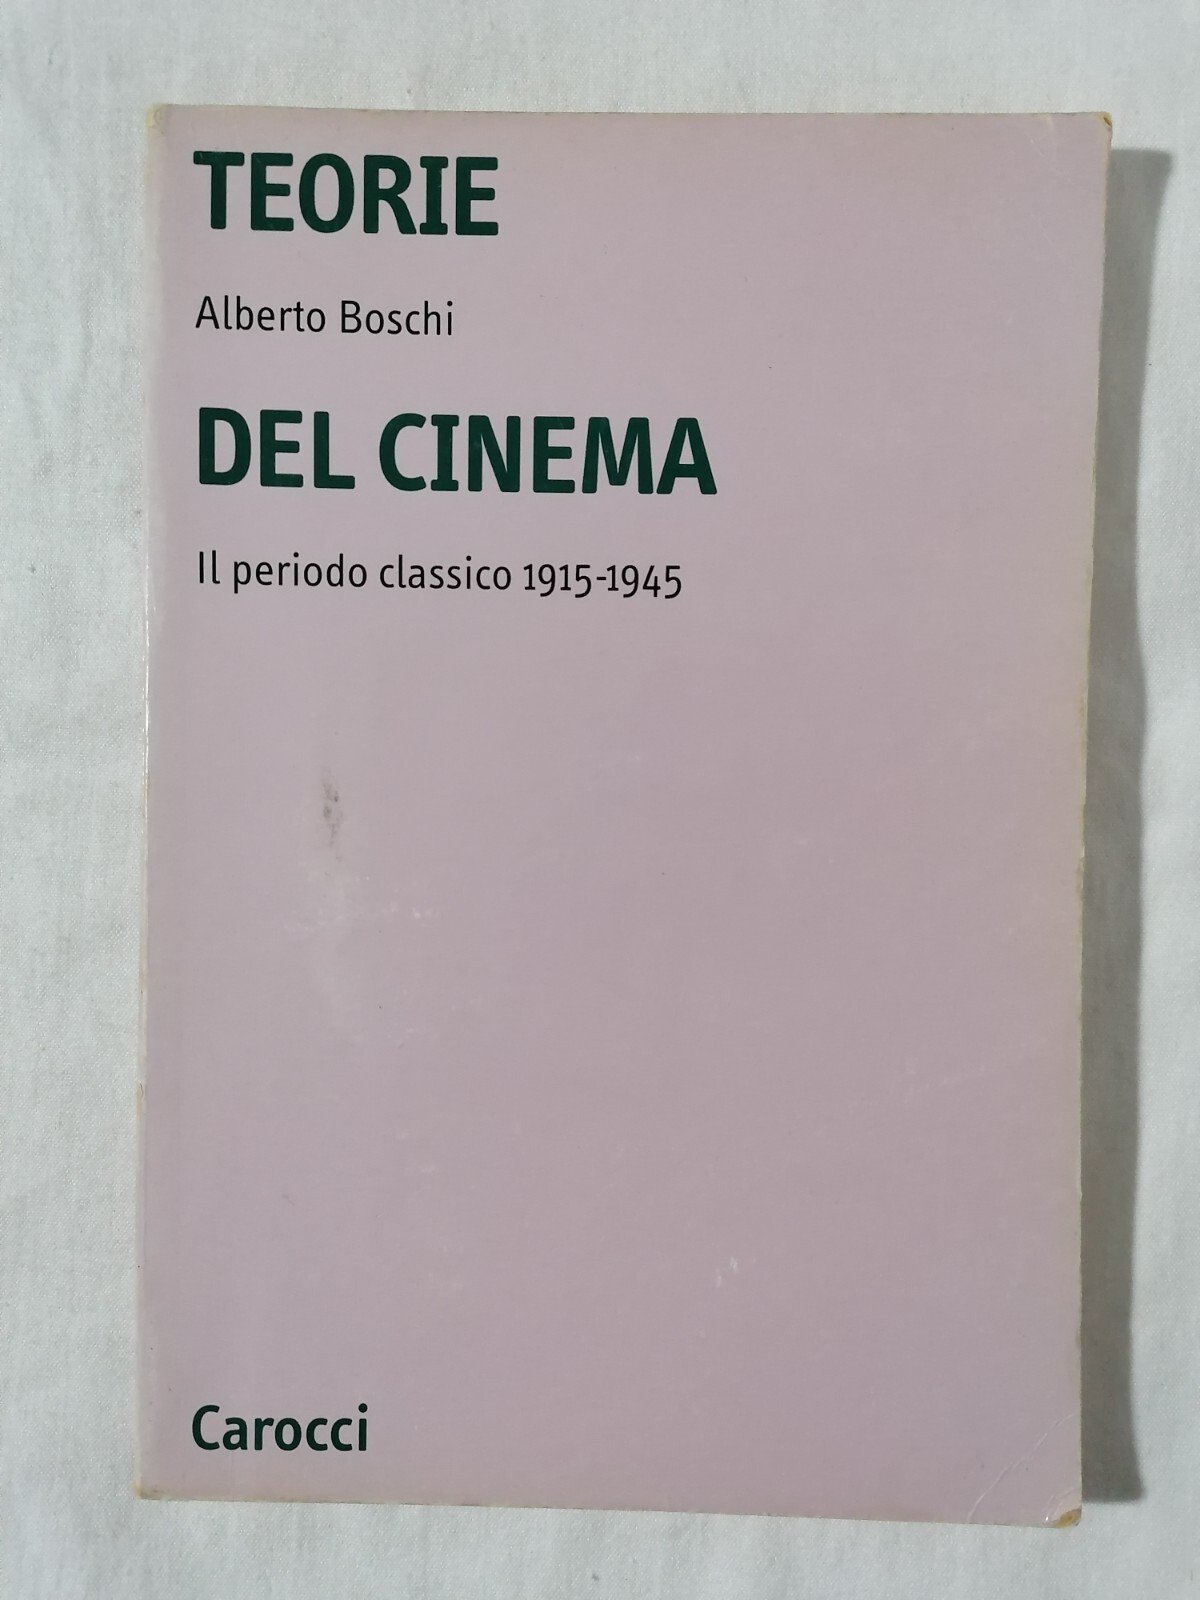 TEORIE
Alberto Boschi
DEL CINEMA
Il periodo classico 1915-1945
Carocci